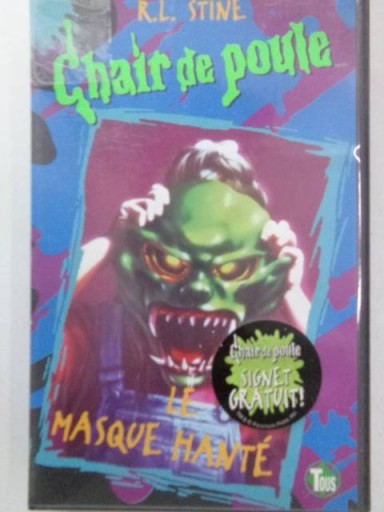 R.L. STINE
Chair de poule
Chair de poule
SIGNET
GRATUIT!
LE
MASQUE HANTÉ
Tous